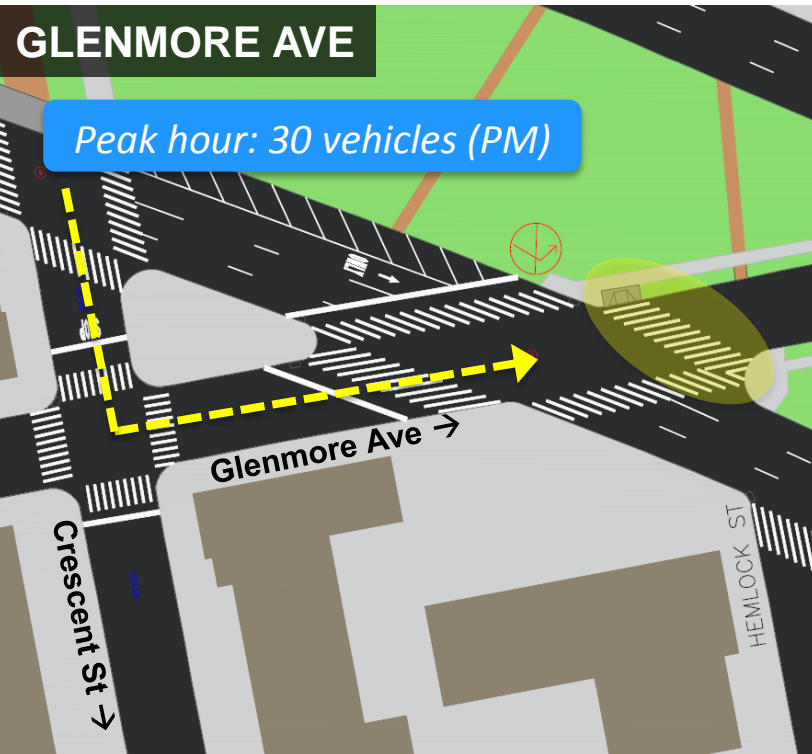 GLENMORE AVE
Peak hour: 30 vehicles (PM)
Glenmore Ave →
Crescent St →
HEMLOCK ST